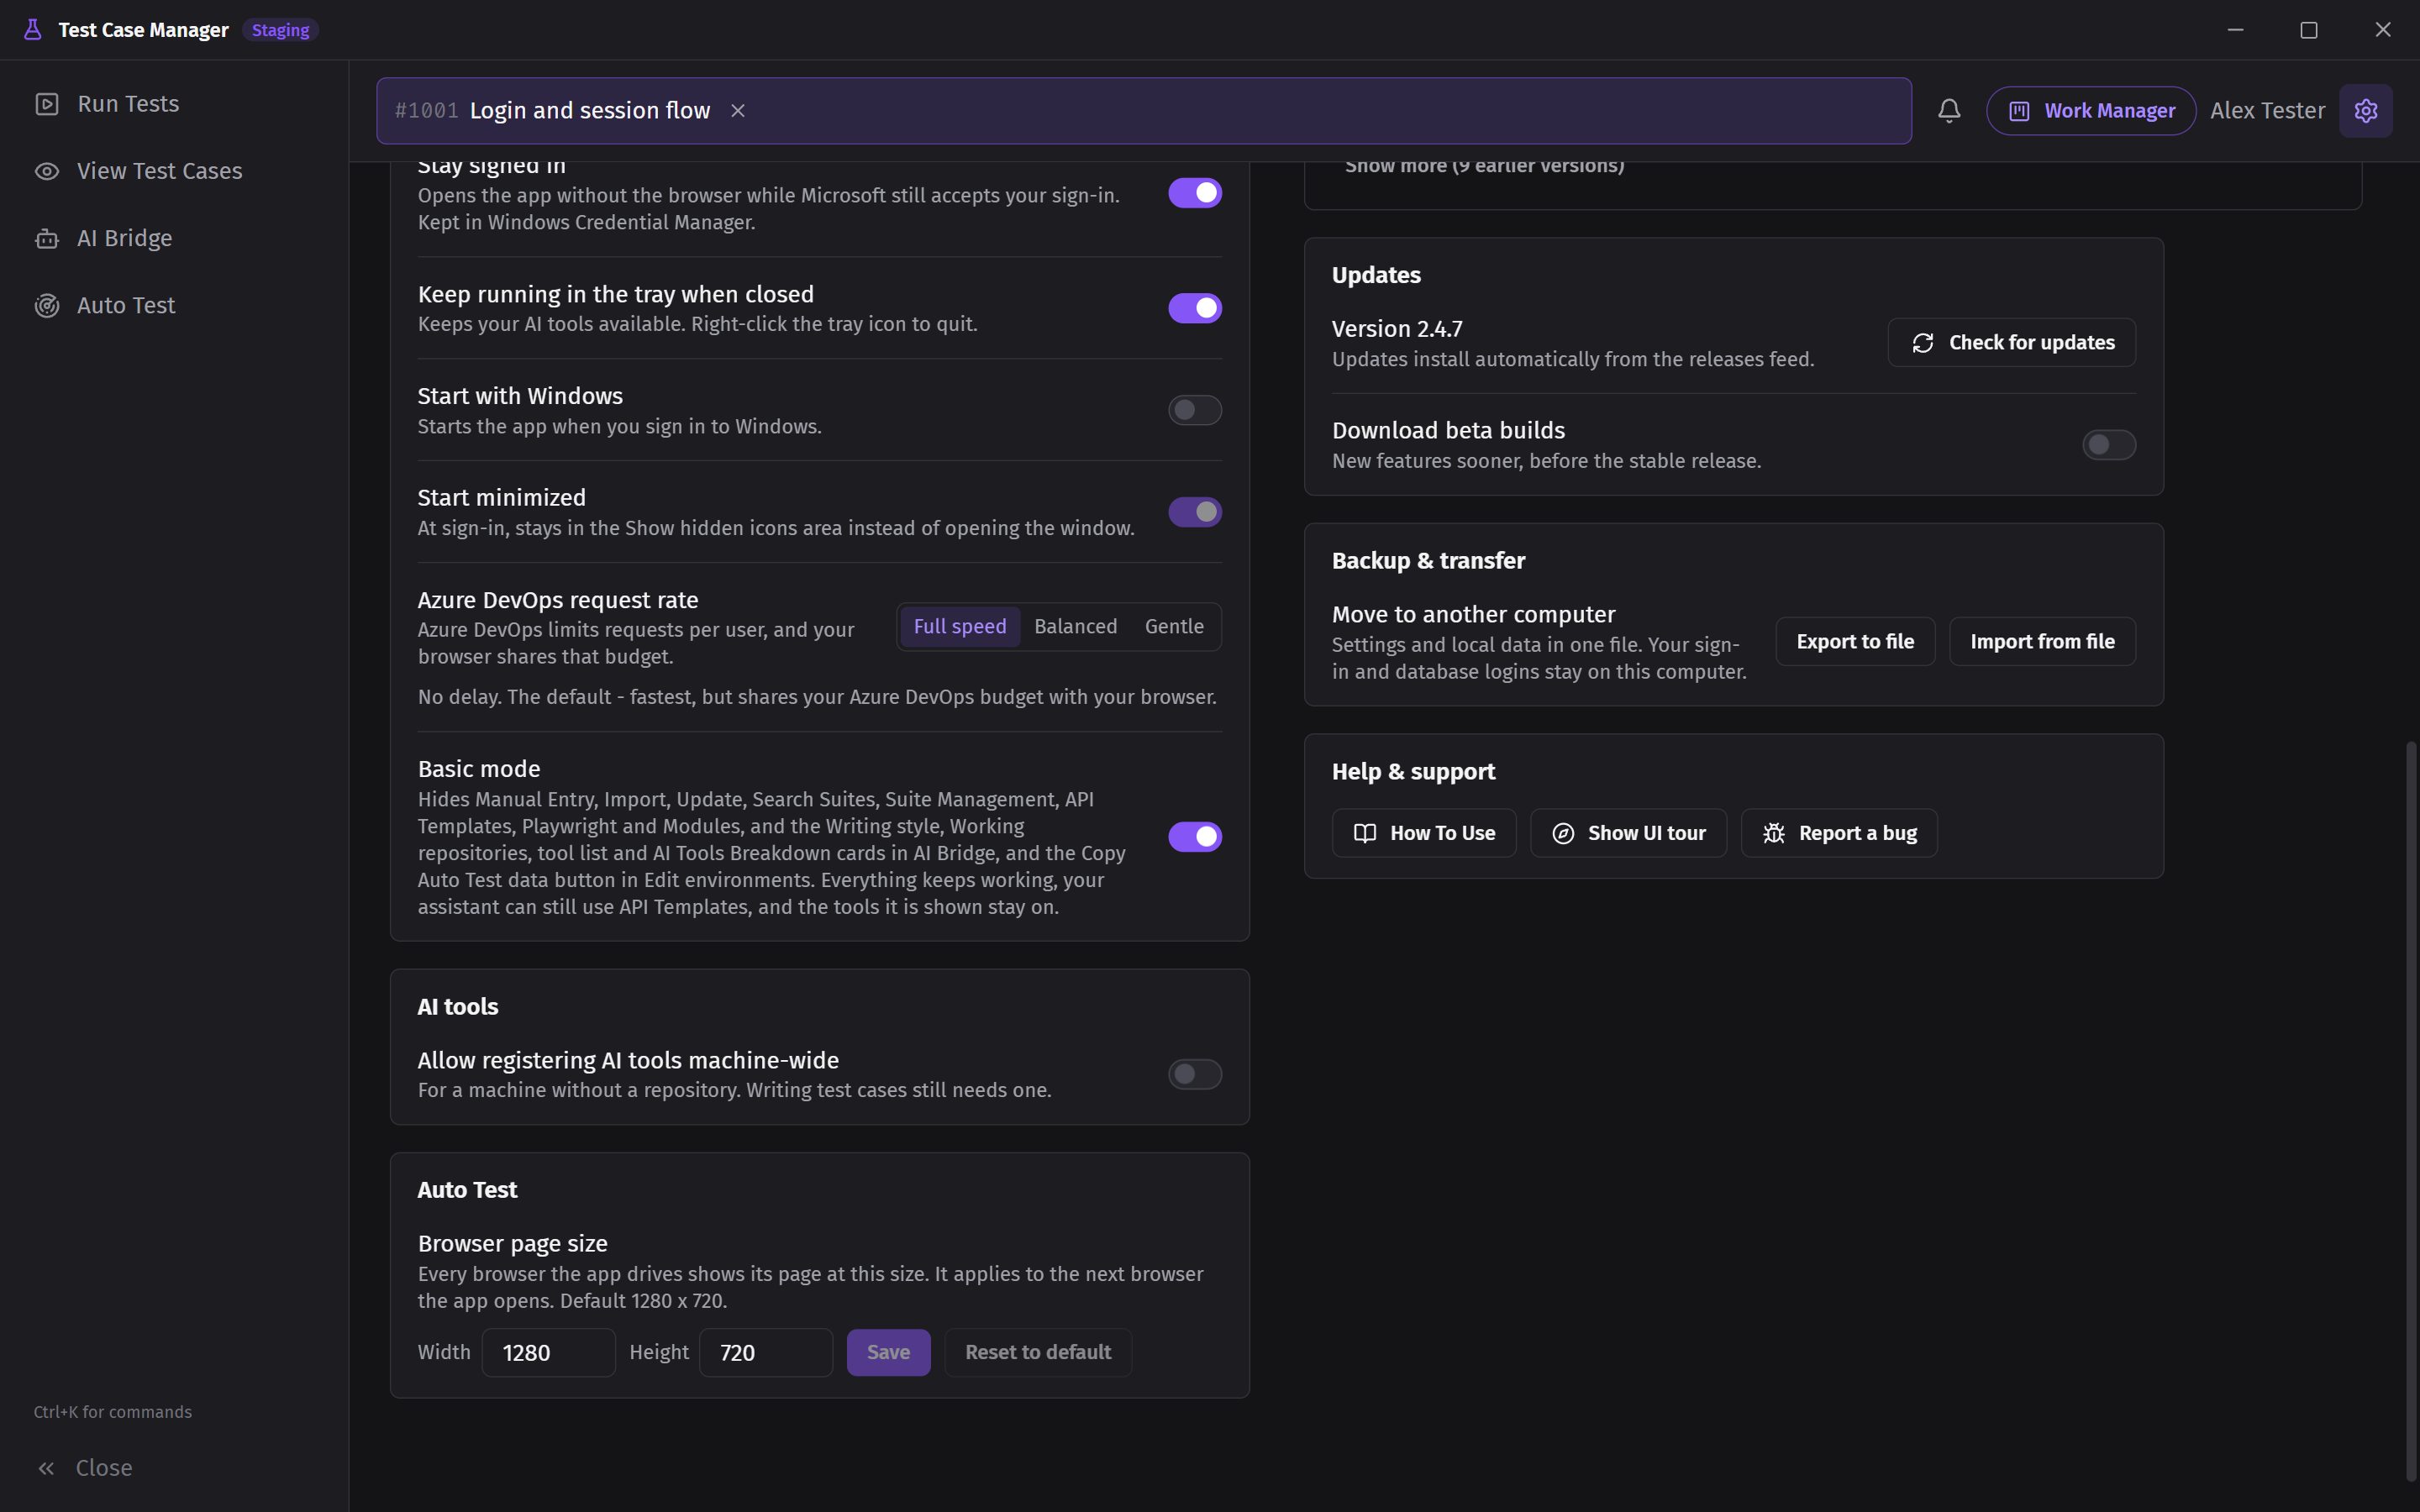 Test Case Manager Staging
Run Tests
View Test Cases
AI Bridge
Auto Test
Ctrl+K for commands
Close
#1001 Login and session flow
Work Manager
Alex Tester
Stay signed in
Opens the app without the browser while Microsoft still accepts your sign-in.
Kept in Windows Credential Manager.
Keep running in the tray when closed
Keeps your AI tools available. Right-click the tray icon to quit.
Start with Windows
Starts the app when you sign in to Windows.
Start minimized
At sign-in, stays in the Show hidden icons area instead of opening the window.
Azure DevOps request rate
Azure DevOps limits requests per user, and your
browser shares that budget.
Full speed Balanced Gentle
No delay. The default - fastest, but shares your Azure DevOps budget with your browser.
Basic mode
Hides Manual Entry, Import, Update, Search Suites, Suite Management, API
Templates, Playwright and Modules, and the Writing style, Working
repositories, tool list and AI Tools Breakdown cards in AI Bridge, and the Copy
Auto Test data button in Edit environments. Everything keeps working, your
assistant can still use API Templates, and the tools it is shown stay on.
AI tools
Allow registering AI tools machine-wide
For a machine without a repository. Writing test cases still needs one.
Auto Test
Browser page size
Every browser the app drives shows its page at this size. It applies to the next browser
the app opens. Default 1280 x 720.
Width 1280 Height 720 Save Reset to default
Show more (9 earlier versions)
Updates
Version 2.4.7
Updates install automatically from the releases feed.
Check for updates
Download beta builds
New features sooner, before the stable release.
Backup & transfer
Move to another computer
Settings and local data in one file. Your sign-
in and database logins stay on this computer.
Export to file Import from file
Help & support
How To Use Show UI tour Report a bug